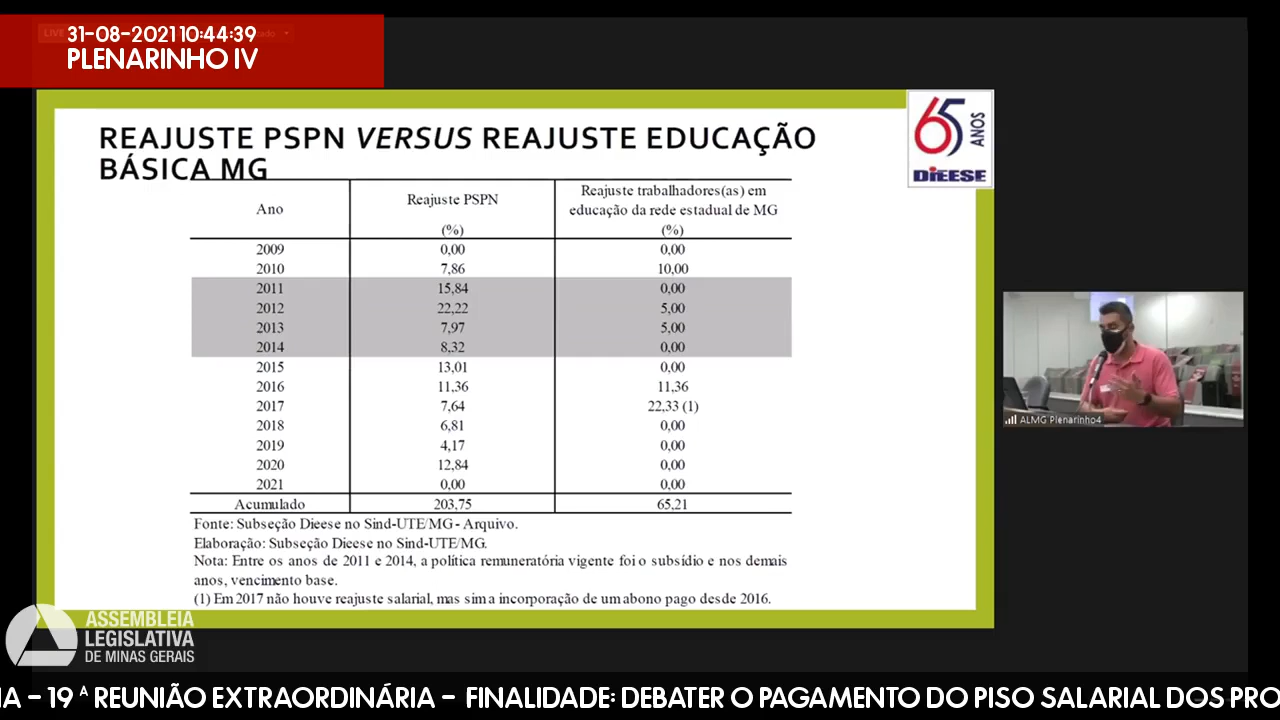 LIVE
31-08-2021 10:44:39
PLENARINHO IV
65 ANOS
DIEESE
REAJUSTE PSPN VERSUS REAJUSTE EDUCAÇÃO
BÁSICA MG
Ano Reajuste PSPN (%) Reajuste trabalhadores(as) em educação da rede estadual de MG (%)
2009 0,00 0,00
2010 7,86 10,00
2011 15,84 0,00
2012 22,22 5,00
2013 7,97 5,00
2014 8,32 0,00
2015 13,01 0,00
2016 11,36 11,36
2017 7,64 22,33 (1)
2018 6,81 0,00
2019 4,17 0,00
2020 12,84 0,00
2021 0,00 0,00
Acumulado 203,75 65,21
Fonte: Subseção Dieese no Sind-UTE/MG - Arquivo.
Elaboração: Subseção Dieese no Sind-UTE/MG.
Nota: Entre os anos de 2011 e 2014, a política remuneratória vigente foi o subsídio e nos demais
anos, vencimento base.
(1) Em 2017 não houve reajuste salarial, mas sim a incorporação de um abono pago desde 2016.
ALMG Plenarinho4
ASSEMBLEIA
LEGISLATIVA
DE MINAS GERAIS
IA – 19 ª REUNIÃO EXTRAORDINÁRIA – FINALIDADE: DEBATER O PAGAMENTO DO PISO SALARIAL DOS PRO